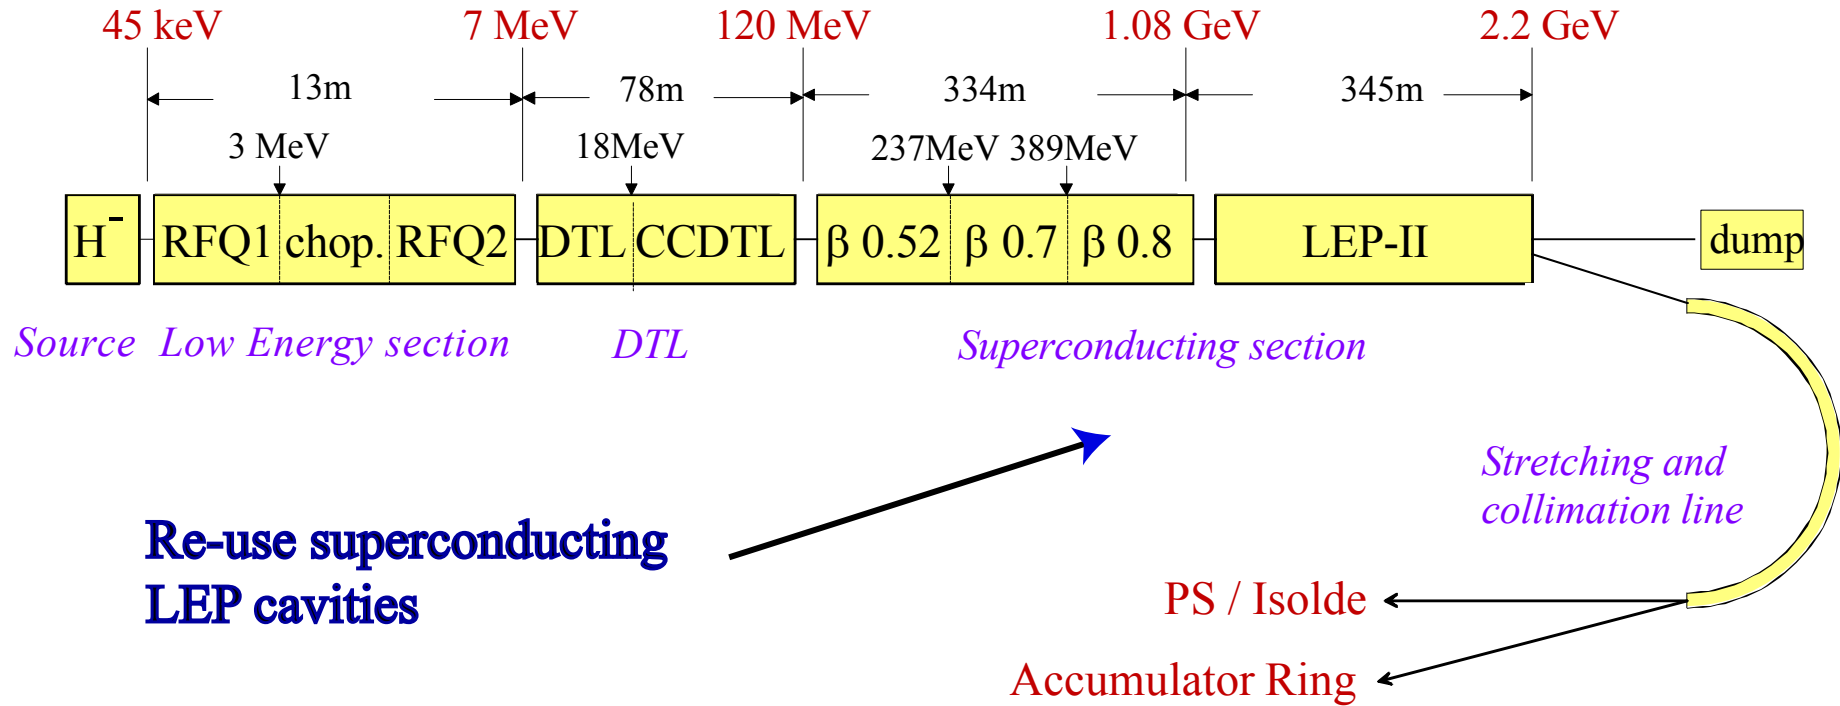 45 keV 7 MeV 120 MeV 1.08 GeV 2.2 GeV
13m 78m 334m 345m
3 MeV 18MeV 237MeV 389MeV
H⁻ RFQ1 chop. RFQ2 DTL CCDTL β 0.52 β 0.7 β 0.8 LEP-II dump
Source Low Energy section DTL Superconducting section
Stretching and
collimation line
Re-use superconducting
LEP cavities
PS / Isolde
Accumulator Ring